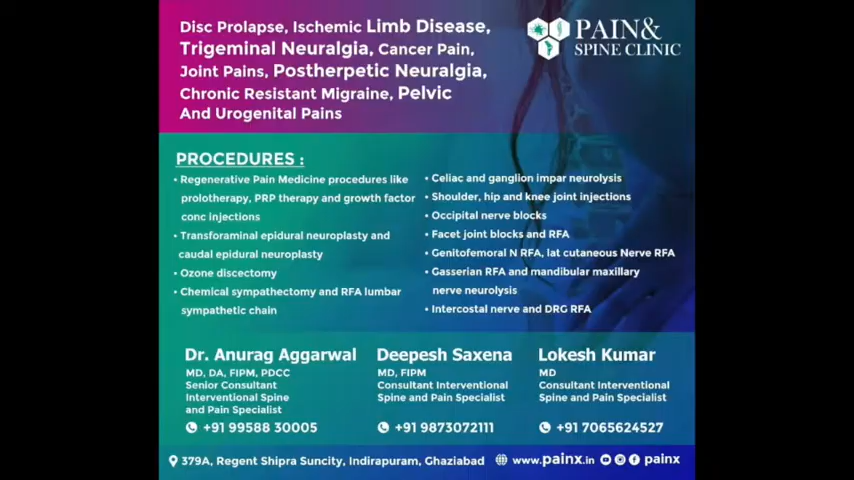 Disc Prolapse, Ischemic Limb Disease,
Trigeminal Neuralgia, Cancer Pain,
Joint Pains, Postherpetic Neuralgia,
Chronic Resistant Migraine, Pelvic
And Urogenital Pains
PAIN&
SPINE CLINIC
PROCEDURES :
• Regenerative Pain Medicine procedures like
prolotherapy, PRP therapy and growth factor
conc injections
• Transforaminal epidural neuroplasty and
caudal epidural neuroplasty
• Ozone discectomy
• Chemical sympathectomy and RFA lumbar
sympathetic chain
• Celiac and ganglion impar neurolysis
• Shoulder, hip and knee joint injections
• Occipital nerve blocks
• Facet joint blocks and RFA
• Genitofemoral N RFA, lat cutaneous Nerve RFA
• Gasserian RFA and mandibular maxillary
nerve neurolysis
• Intercostal nerve and DRG RFA
Dr. Anurag Aggarwal
MD, DA, FIPM, PDCC
Senior Consultant
Interventional Spine
and Pain Specialist
+91 99588 30005
Deepesh Saxena
MD, FIPM
Consultant Interventional
Spine and Pain Specialist
+91 9873072111
Lokesh Kumar
MD
Consultant Interventional
Spine and Pain Specialist
+91 7065624527
379A, Regent Shipra Suncity, Indirapuram, Ghaziabad www.painx.in painx